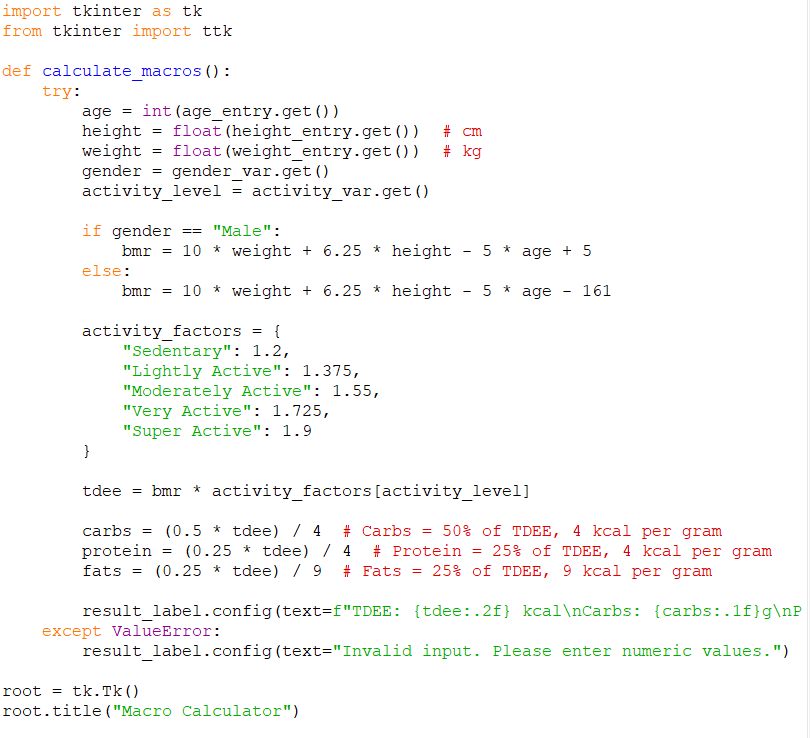 import tkinter as tk
from tkinter import ttk

def calculate_macros():
    try:
        age = int(age_entry.get())
        height = float(height_entry.get())  # cm
        weight = float(weight_entry.get())  # kg
        gender = gender_var.get()
        activity_level = activity_var.get()

        if gender == "Male":
            bmr = 10 * weight + 6.25 * height - 5 * age + 5
        else:
            bmr = 10 * weight + 6.25 * height - 5 * age - 161

        activity_factors = {
            "Sedentary": 1.2,
            "Lightly Active": 1.375,
            "Moderately Active": 1.55,
            "Very Active": 1.725,
            "Super Active": 1.9
        }

        tdee = bmr * activity_factors[activity_level]

        carbs = (0.5 * tdee) / 4  # Carbs = 50% of TDEE, 4 kcal per gram
        protein = (0.25 * tdee) / 4  # Protein = 25% of TDEE, 4 kcal per gram
        fats = (0.25 * tdee) / 9  # Fats = 25% of TDEE, 9 kcal per gram

        result_label.config(text=f"TDEE: {tdee:.2f} kcal\nCarbs: {carbs:.1f}g\nP
    except ValueError:
        result_label.config(text="Invalid input. Please enter numeric values.")

root = tk.Tk()
root.title("Macro Calculator")